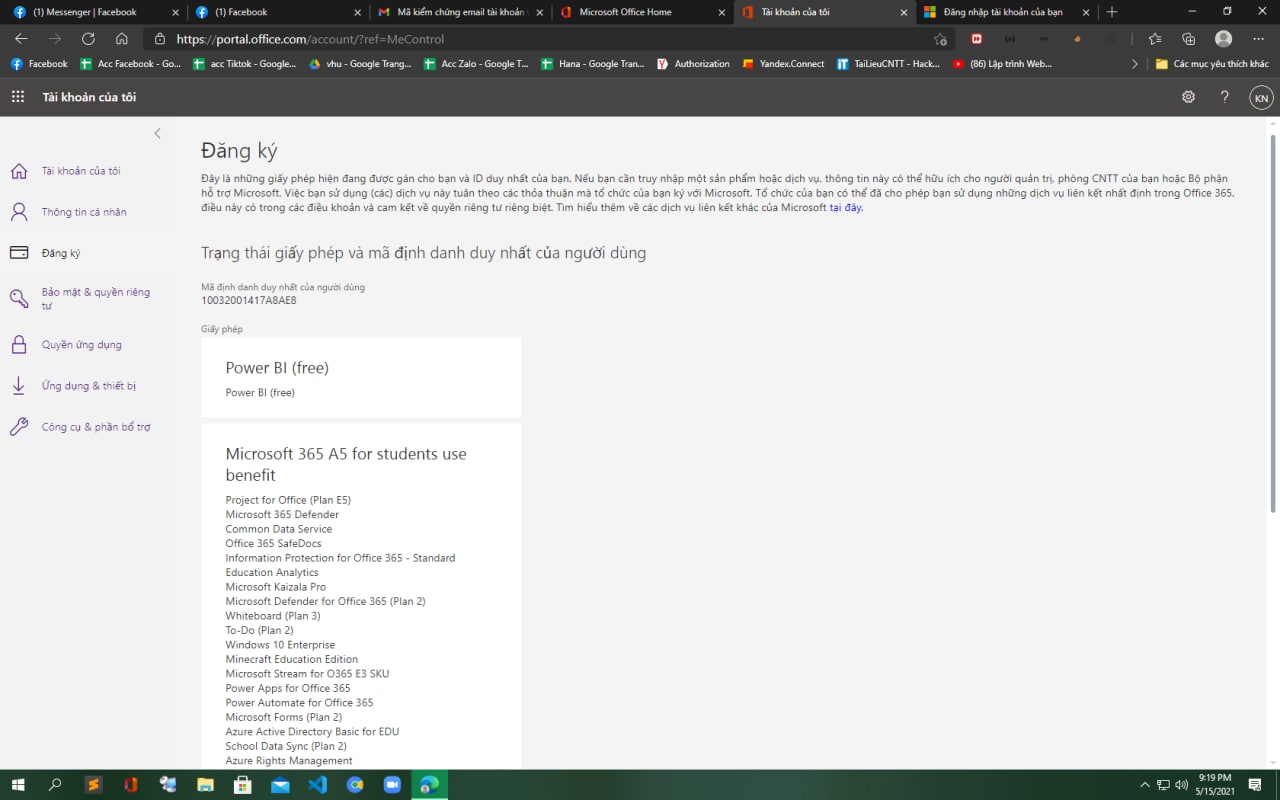 (1) Messenger | Facebook
(1) Facebook
Mã kiểm chứng email tài khoản
Microsoft Office Home
Tài khoản của tôi
Đăng nhập tài khoản của bạn
https://portal.office.com/account/?ref=MeControl
Facebook
Acc Facebook - Go...
acc Tiktok - Google...
vhu - Google Trang...
Acc Zalo - Google T...
Hana - Google Tran...
Authorization
Yandex.Connect
TaiLieuCNTT - Hack...
(86) Lập trình Web...
Các mục yêu thích khác
Tài khoản của tôi
KN
Tài khoản của tôi
Thông tin cá nhân
Đăng ký
Bảo mật & quyền riêng
tư
Quyền ứng dụng
Ứng dụng & thiết bị
Công cụ & phần bổ trợ
Đăng ký
Đây là những giấy phép hiện đang được gán cho bạn và ID duy nhất của bạn. Nếu bạn cần truy nhập một sản phẩm hoặc dịch vụ, thông tin này có thể hữu ích cho người quản trị, phòng CNTT của bạn hoặc Bộ phận
hỗ trợ Microsoft. Việc bạn sử dụng (các) dịch vụ này tuân theo các thỏa thuận mà tổ chức của bạn ký với Microsoft. Tổ chức của bạn có thể đã cho phép bạn sử dụng những dịch vụ liên kết nhất định trong Office 365,
điều này có trong các điều khoản và cam kết về quyền riêng tư riêng biệt. Tìm hiểu thêm về các dịch vụ liên kết khác của Microsoft tại đây.
Trạng thái giấy phép và mã định danh duy nhất của người dùng
Mã định danh duy nhất của người dùng
10032001417A8AE8
Giấy phép
Power BI (free)
Power BI (free)
Microsoft 365 A5 for students use
benefit
Project for Office (Plan E5)
Microsoft 365 Defender
Common Data Service
Office 365 SafeDocs
Information Protection for Office 365 - Standard
Education Analytics
Microsoft Kaizala Pro
Microsoft Defender for Office 365 (Plan 2)
Whiteboard (Plan 3)
To-Do (Plan 2)
Windows 10 Enterprise
Minecraft Education Edition
Microsoft Stream for O365 E3 SKU
Power Apps for Office 365
Power Automate for Office 365
Microsoft Forms (Plan 2)
Azure Active Directory Basic for EDU
School Data Sync (Plan 2)
Azure Rights Management
9:19 PM
5/15/2021